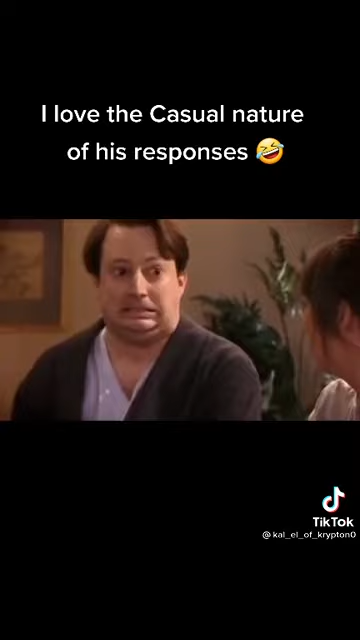 I love the Casual nature
of his responses 🤣
TikTok
@kal_el_of_krypton0